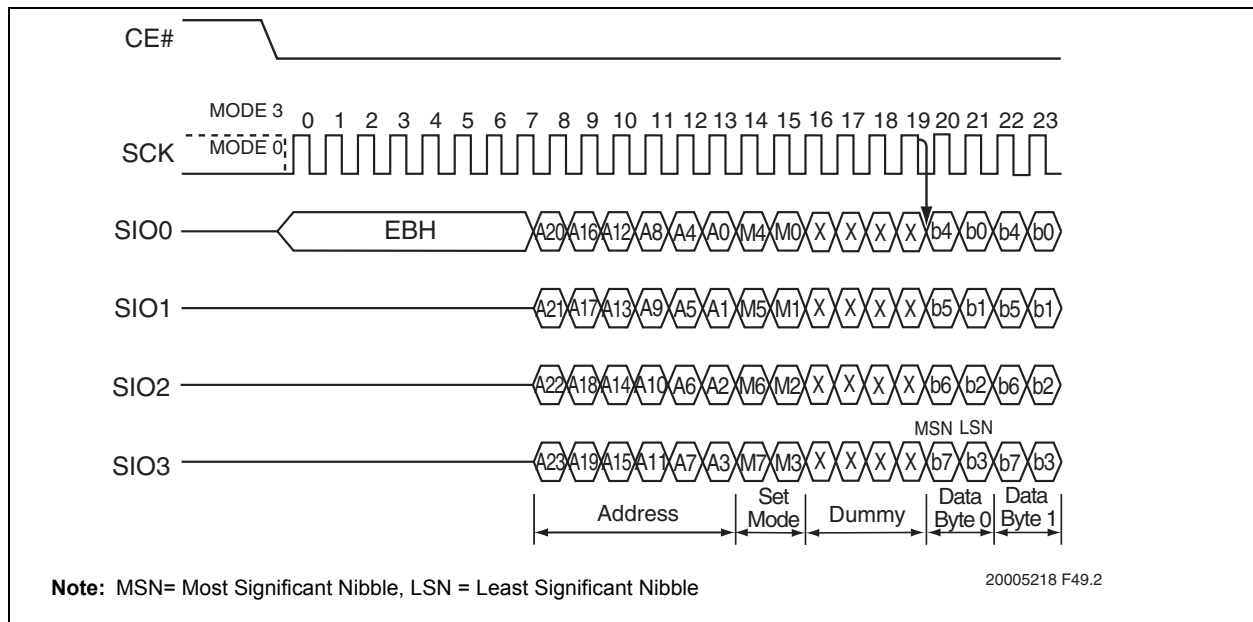 CE#
MODE 3
0 1 2 3 4 5 6 7 8 9 10 11 12 13 14 15 16 17 18 19 20 21 22 23
SCK
MODE 0
SIO0 EBH A20 A16 A12 A8 A4 A0 M4 M0 X X X X b4 b0 b4 b0
SIO1 A21 A17 A13 A9 A5 A1 M5 M1 X X X X b5 b1 b5 b1
SIO2 A22 A18 A14 A10 A6 A2 M6 M2 X X X X b6 b2 b6 b2
MSN LSN
SIO3 A23 A19 A15 A11 A7 A3 M7 M3 X X X X b7 b3 b7 b3
Address
Set
Mode
Dummy
Data
Byte 0
Data
Byte 1
Note: MSN= Most Significant Nibble, LSN = Least Significant Nibble
20005218 F49.2